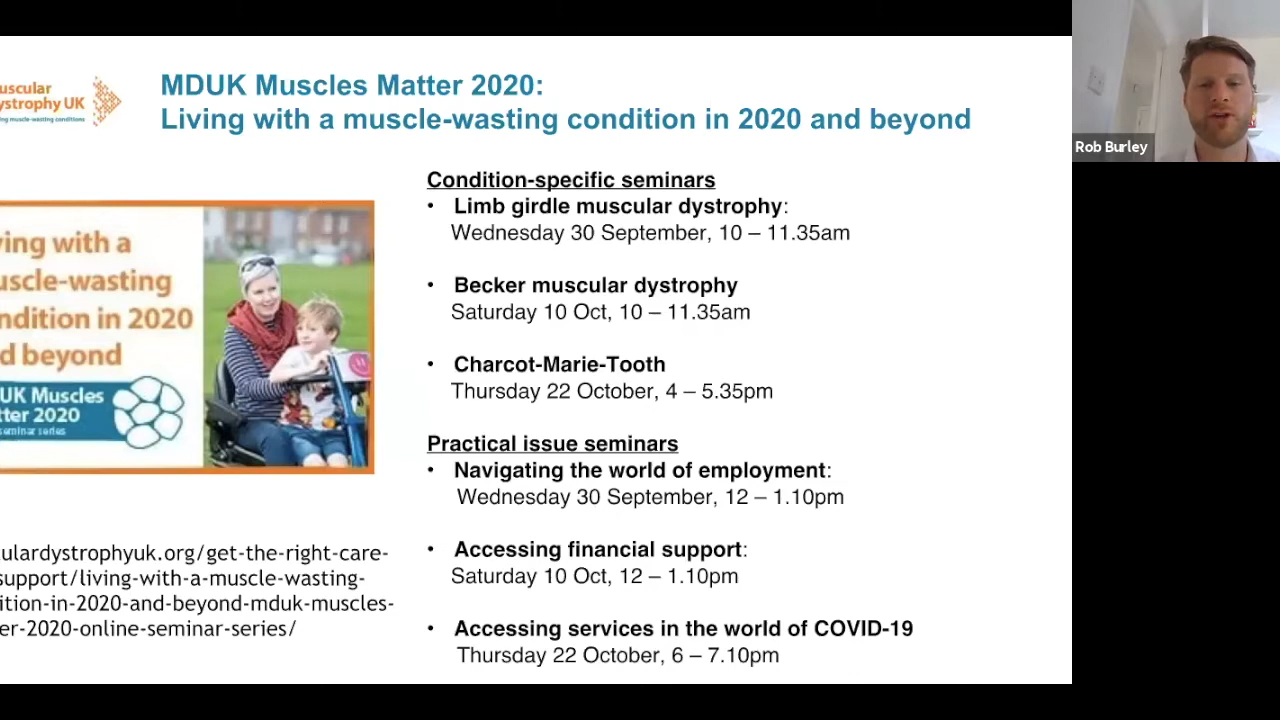 uscular
ystrophy UK
ng muscle-wasting conditions
MDUK Muscles Matter 2020:
Living with a muscle-wasting condition in 2020 and beyond
Rob Burley
ving with a
uscle-wasting
ndition in 2020
d beyond
UK Muscles
tter 2020
seminar series
ulardystrophyuk.org/get-the-right-care-
support/living-with-a-muscle-wasting-
ition-in-2020-and-beyond-mduk-muscles-
er-2020-online-seminar-series/
Condition-specific seminars
• Limb girdle muscular dystrophy:
Wednesday 30 September, 10 – 11.35am
• Becker muscular dystrophy
Saturday 10 Oct, 10 – 11.35am
• Charcot-Marie-Tooth
Thursday 22 October, 4 – 5.35pm
Practical issue seminars
• Navigating the world of employment:
Wednesday 30 September, 12 – 1.10pm
• Accessing financial support:
Saturday 10 Oct, 12 – 1.10pm
• Accessing services in the world of COVID-19
Thursday 22 October, 6 – 7.10pm